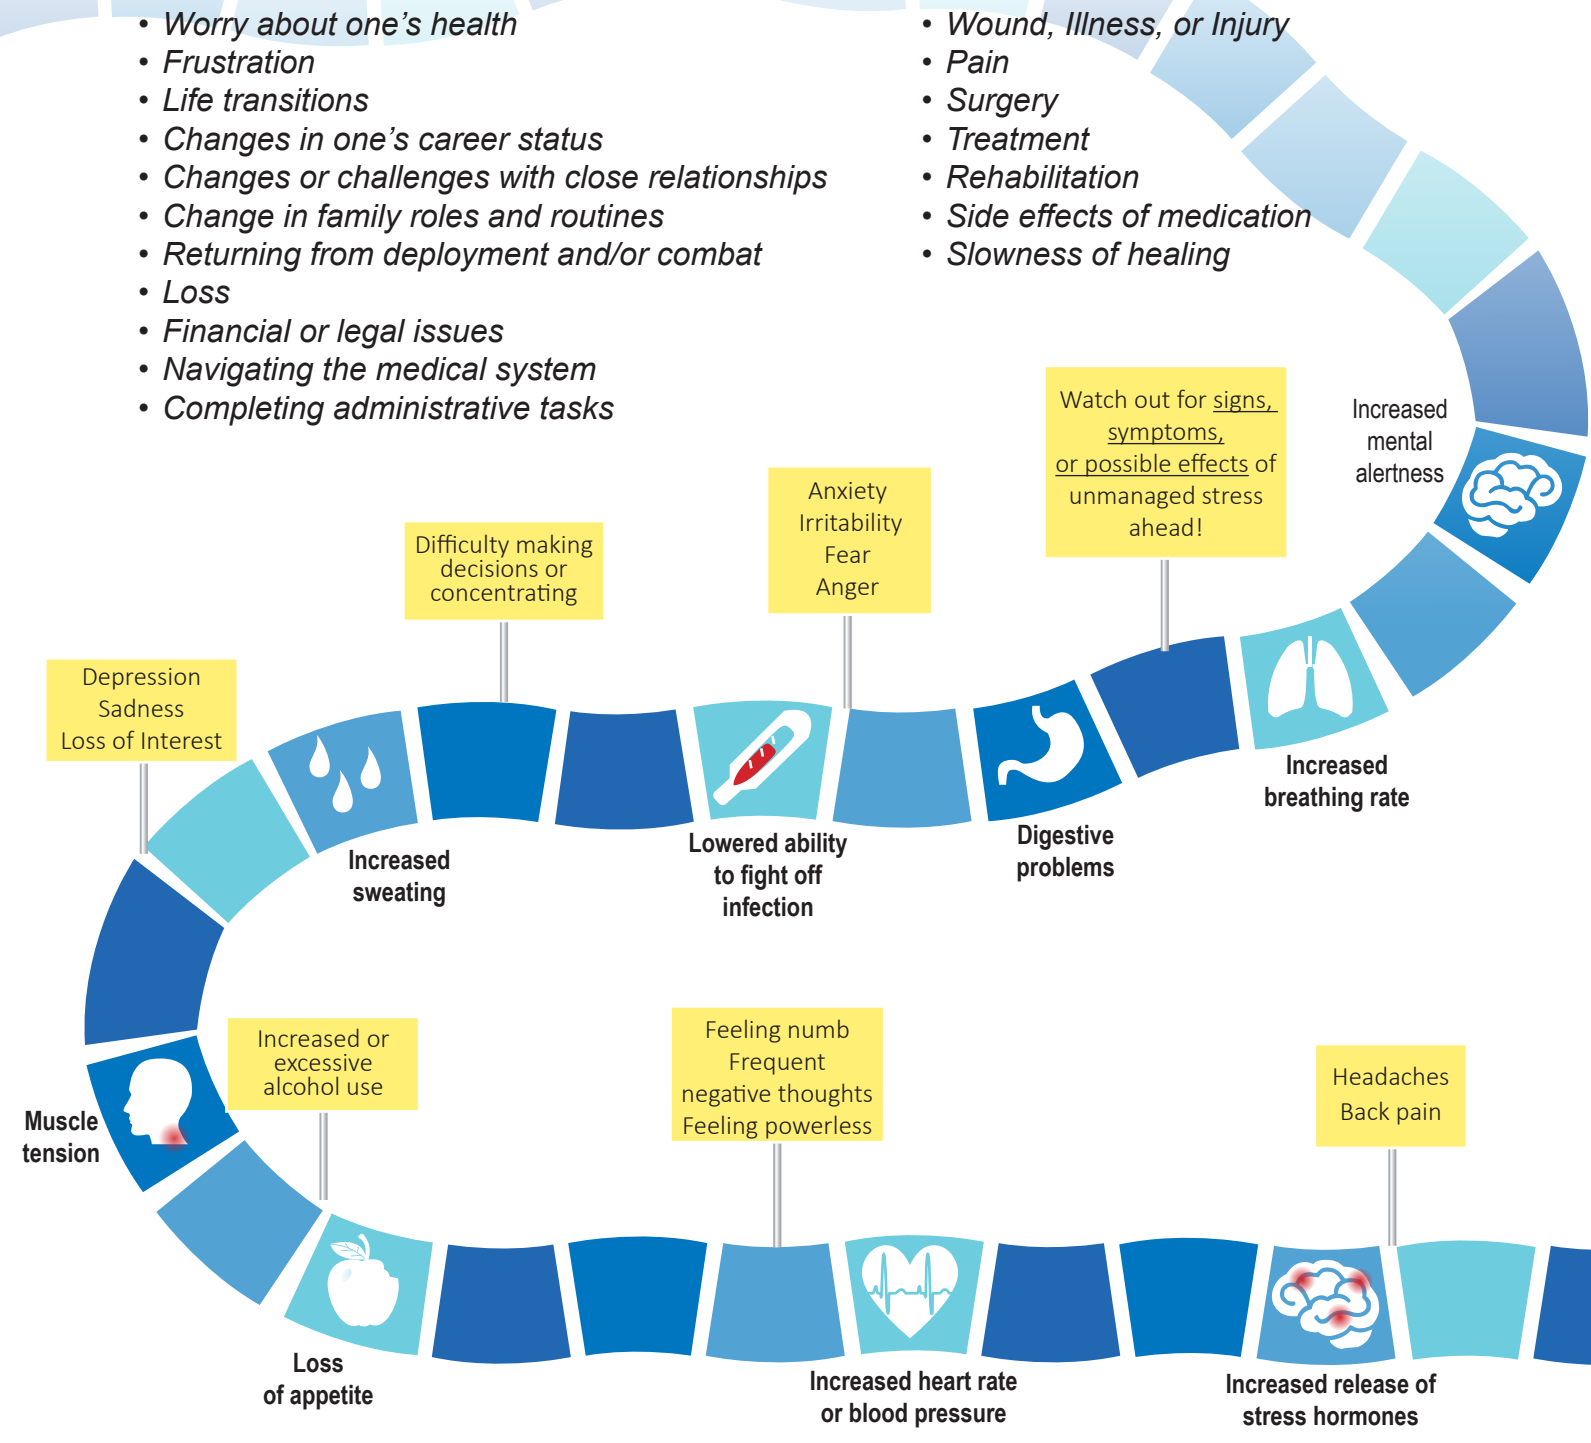 • Worry about one's health
• Frustration
• Life transitions
• Changes in one's career status
• Changes or challenges with close relationships
• Change in family roles and routines
• Returning from deployment and/or combat
• Loss
• Financial or legal issues
• Navigating the medical system
• Completing administrative tasks
• Wound, Illness, or Injury
• Pain
• Surgery
• Treatment
• Rehabilitation
• Side effects of medication
• Slowness of healing
Increased
mental
alertness
Watch out for signs,
symptoms,
or possible effects of
unmanaged stress
ahead!
Increased
breathing rate
Digestive
problems
Anxiety
Irritability
Fear
Anger
Lowered ability
to fight off
infection
Difficulty making
decisions or
concentrating
Increased
sweating
Depression
Sadness
Loss of Interest
Muscle
tension
Increased or
excessive
alcohol use
Loss
of appetite
Feeling numb
Frequent
negative thoughts
Feeling powerless
Increased heart rate
or blood pressure
Headaches
Back pain
Increased release of
stress hormones